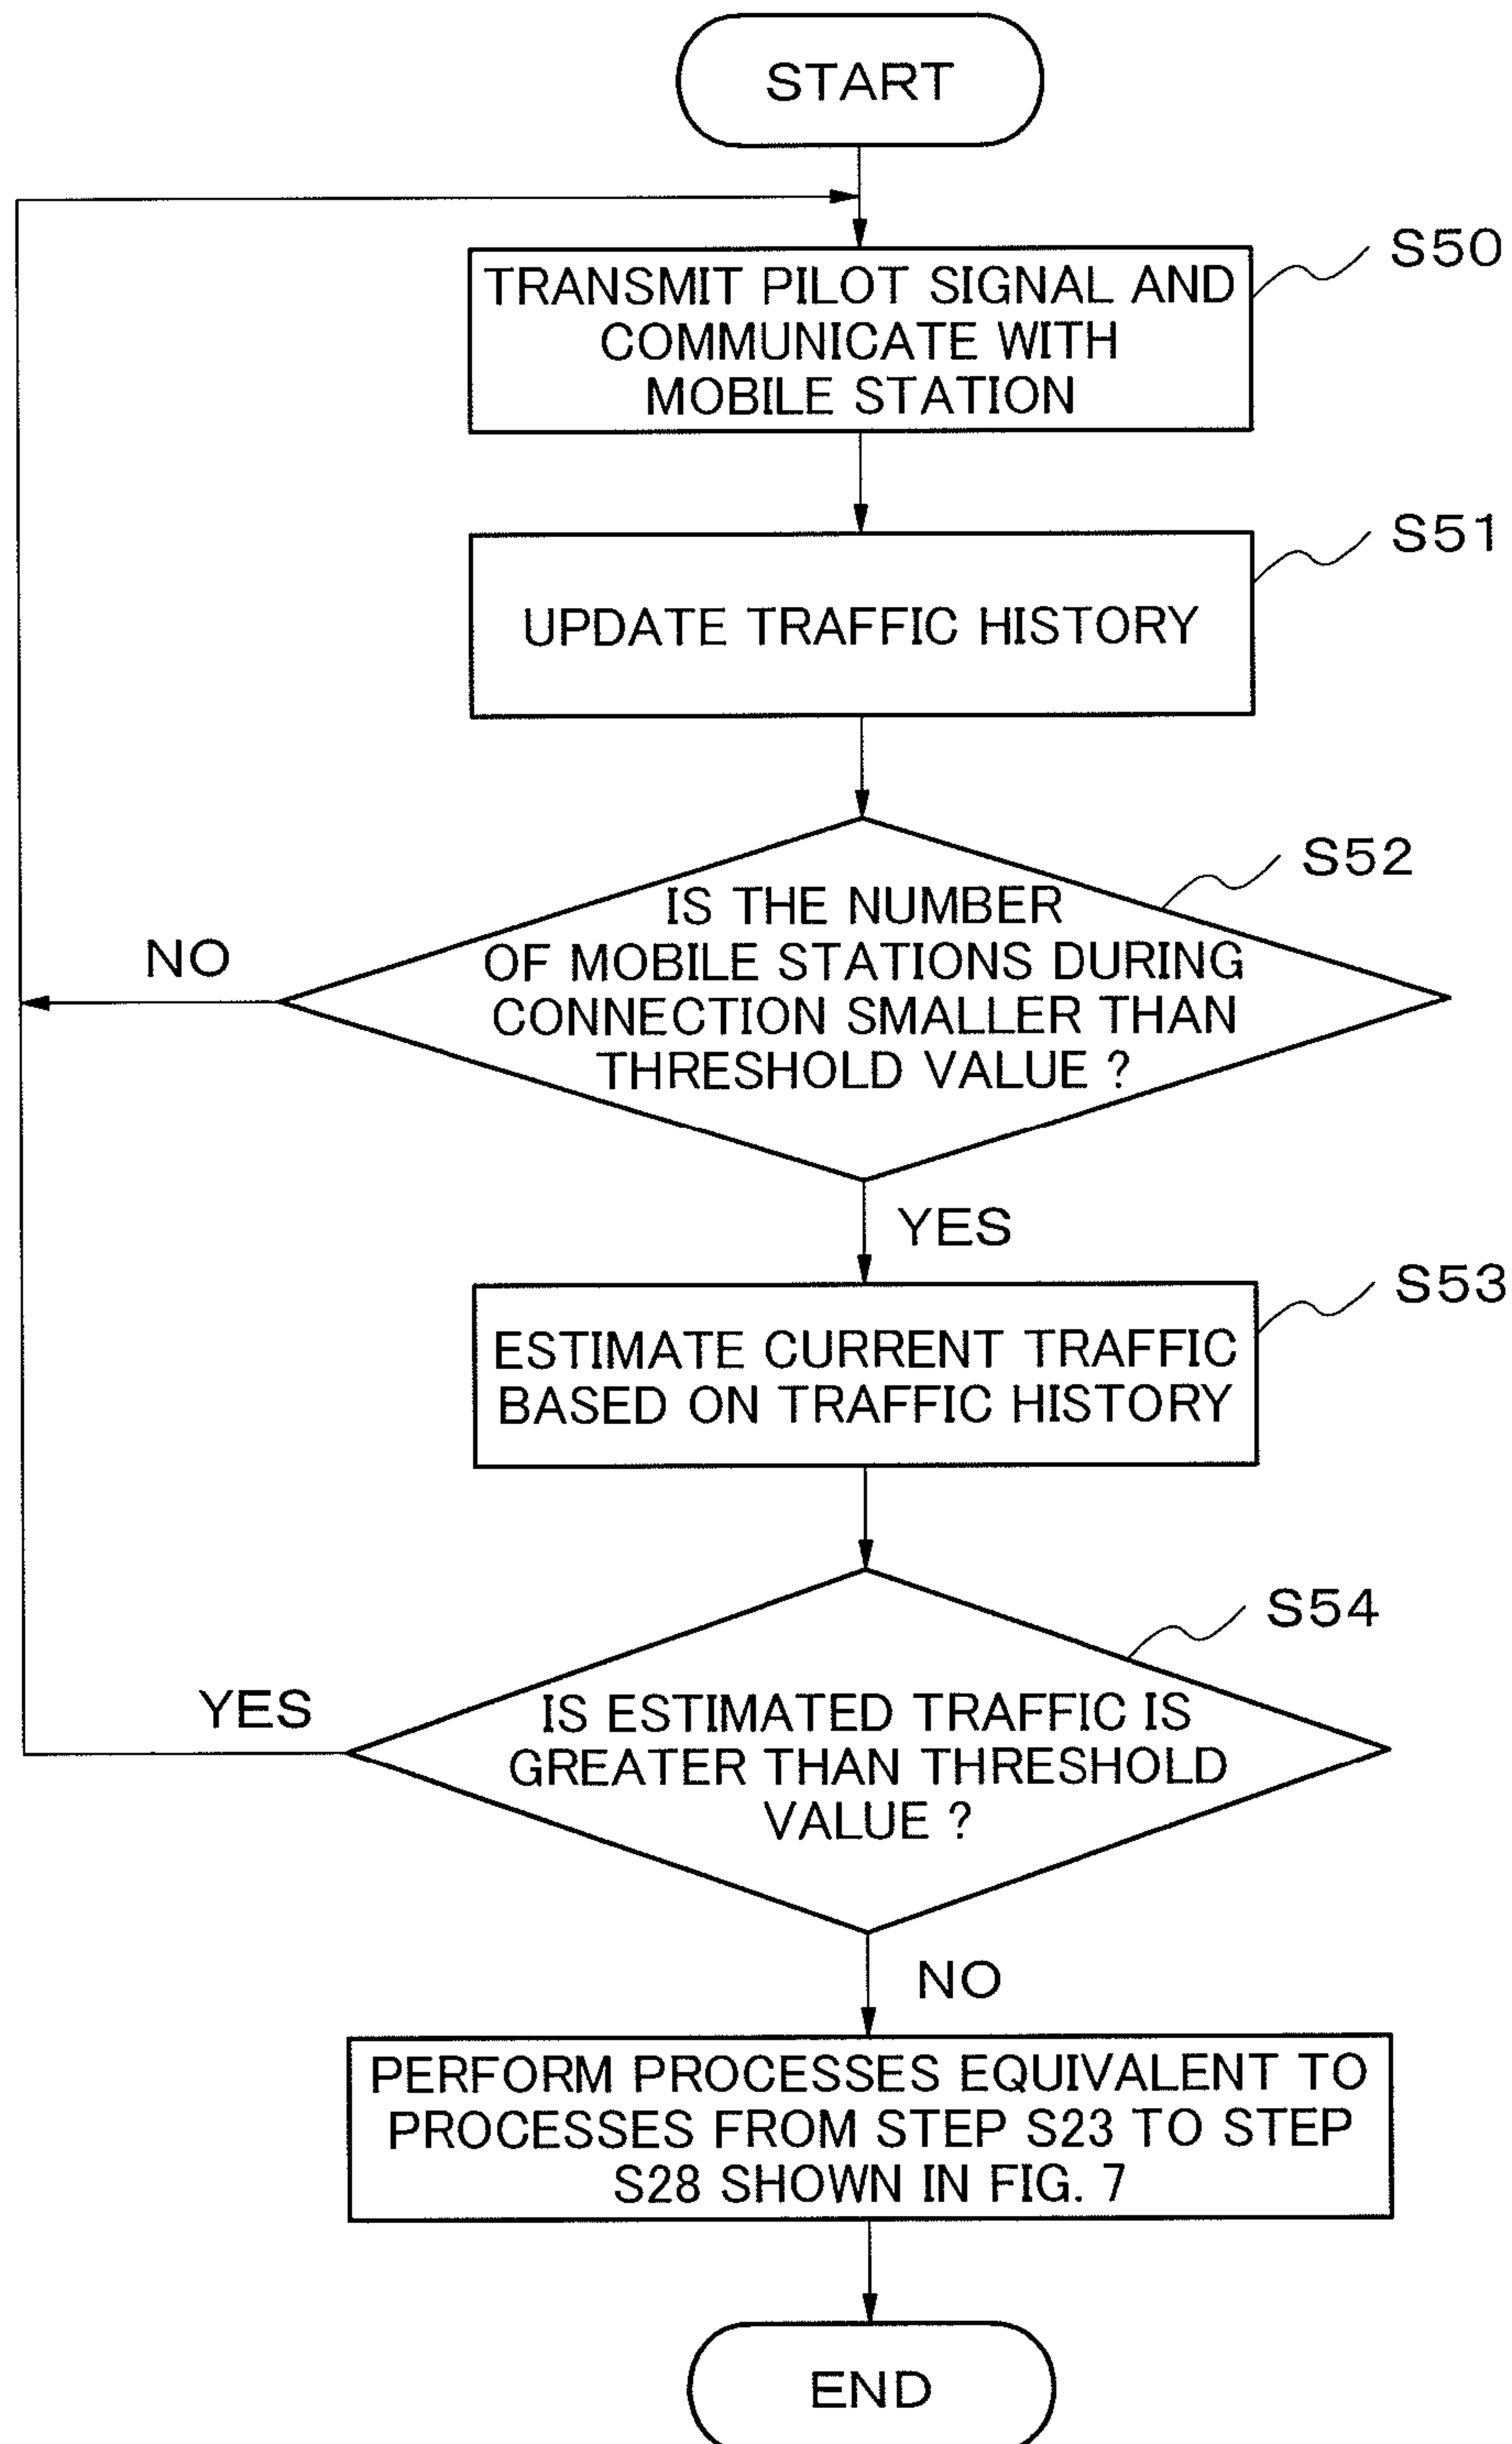 START
S50
TRANSMIT PILOT SIGNAL AND
COMMUNICATE WITH
MOBILE STATION
S51
UPDATE TRAFFIC HISTORY
S52
IS THE NUMBER
OF MOBILE STATIONS DURING
CONNECTION SMALLER THAN
THRESHOLD VALUE ?
NO
YES
S53
ESTIMATE CURRENT TRAFFIC
BASED ON TRAFFIC HISTORY
S54
IS ESTIMATED TRAFFIC IS
GREATER THAN THRESHOLD
VALUE ?
YES
NO
PERFORM PROCESSES EQUIVALENT TO
PROCESSES FROM STEP S23 TO STEP
S28 SHOWN IN FIG. 7
END